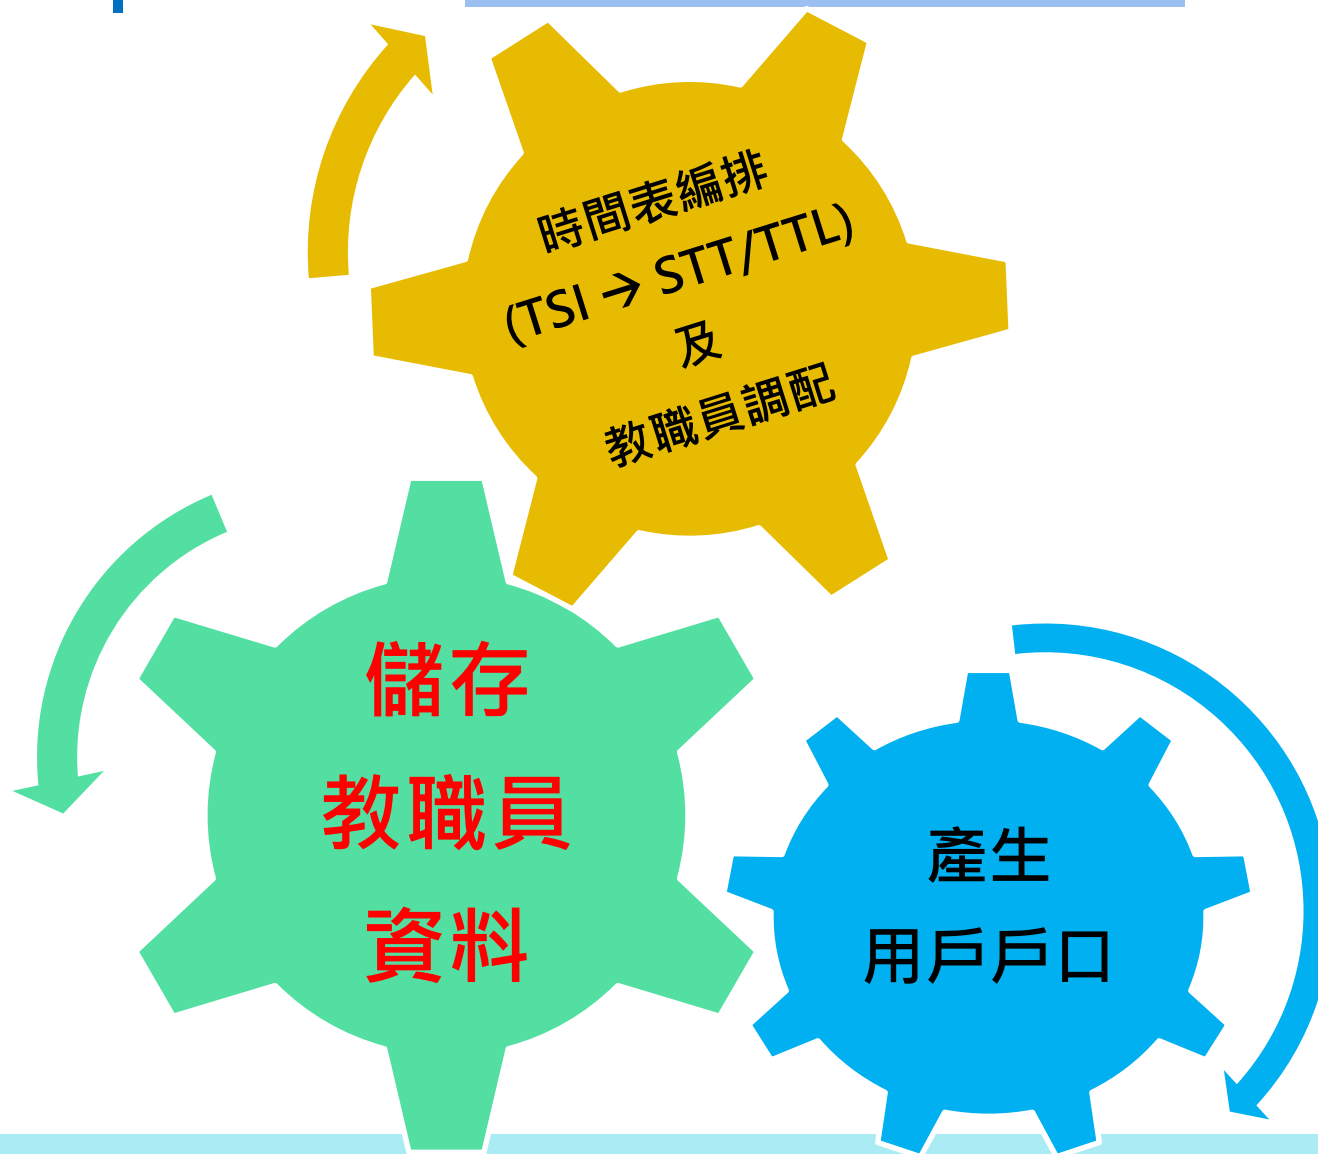 時間表編排
(TSI → STT/TTL)
及
教職員調配
儲存
教職員
資料
產生
用戶戶口